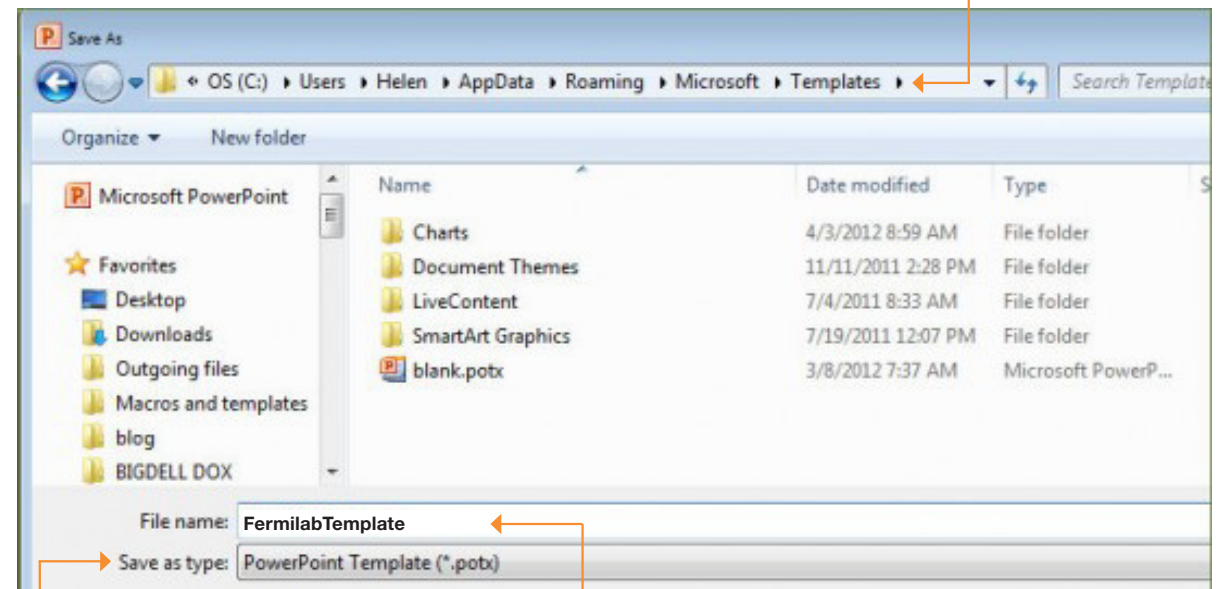 Save As
« OS (C:) ▸ Users ▸ Helen ▸ AppData ▸ Roaming ▸ Microsoft ▸ Templates ▸ Search
Organize New folder
Microsoft PowerPoint
Name Date modified Type
Charts 4/3/2012 8:59 AM File folder
Favorites Document Themes 11/11/2011 2:28 PM File folder
Desktop LiveContent 7/4/2011 8:33 AM File folder
Downloads SmartArt Graphics 7/19/2011 12:07 PM File folder
Outgoing files blank.potx 3/8/2012 7:37 AM Microsoft PowerP...
Macros and templates
blog
BIGDELL DOX
File name: FermilabTemplate
Save as type: PowerPoint Template (*.potx)